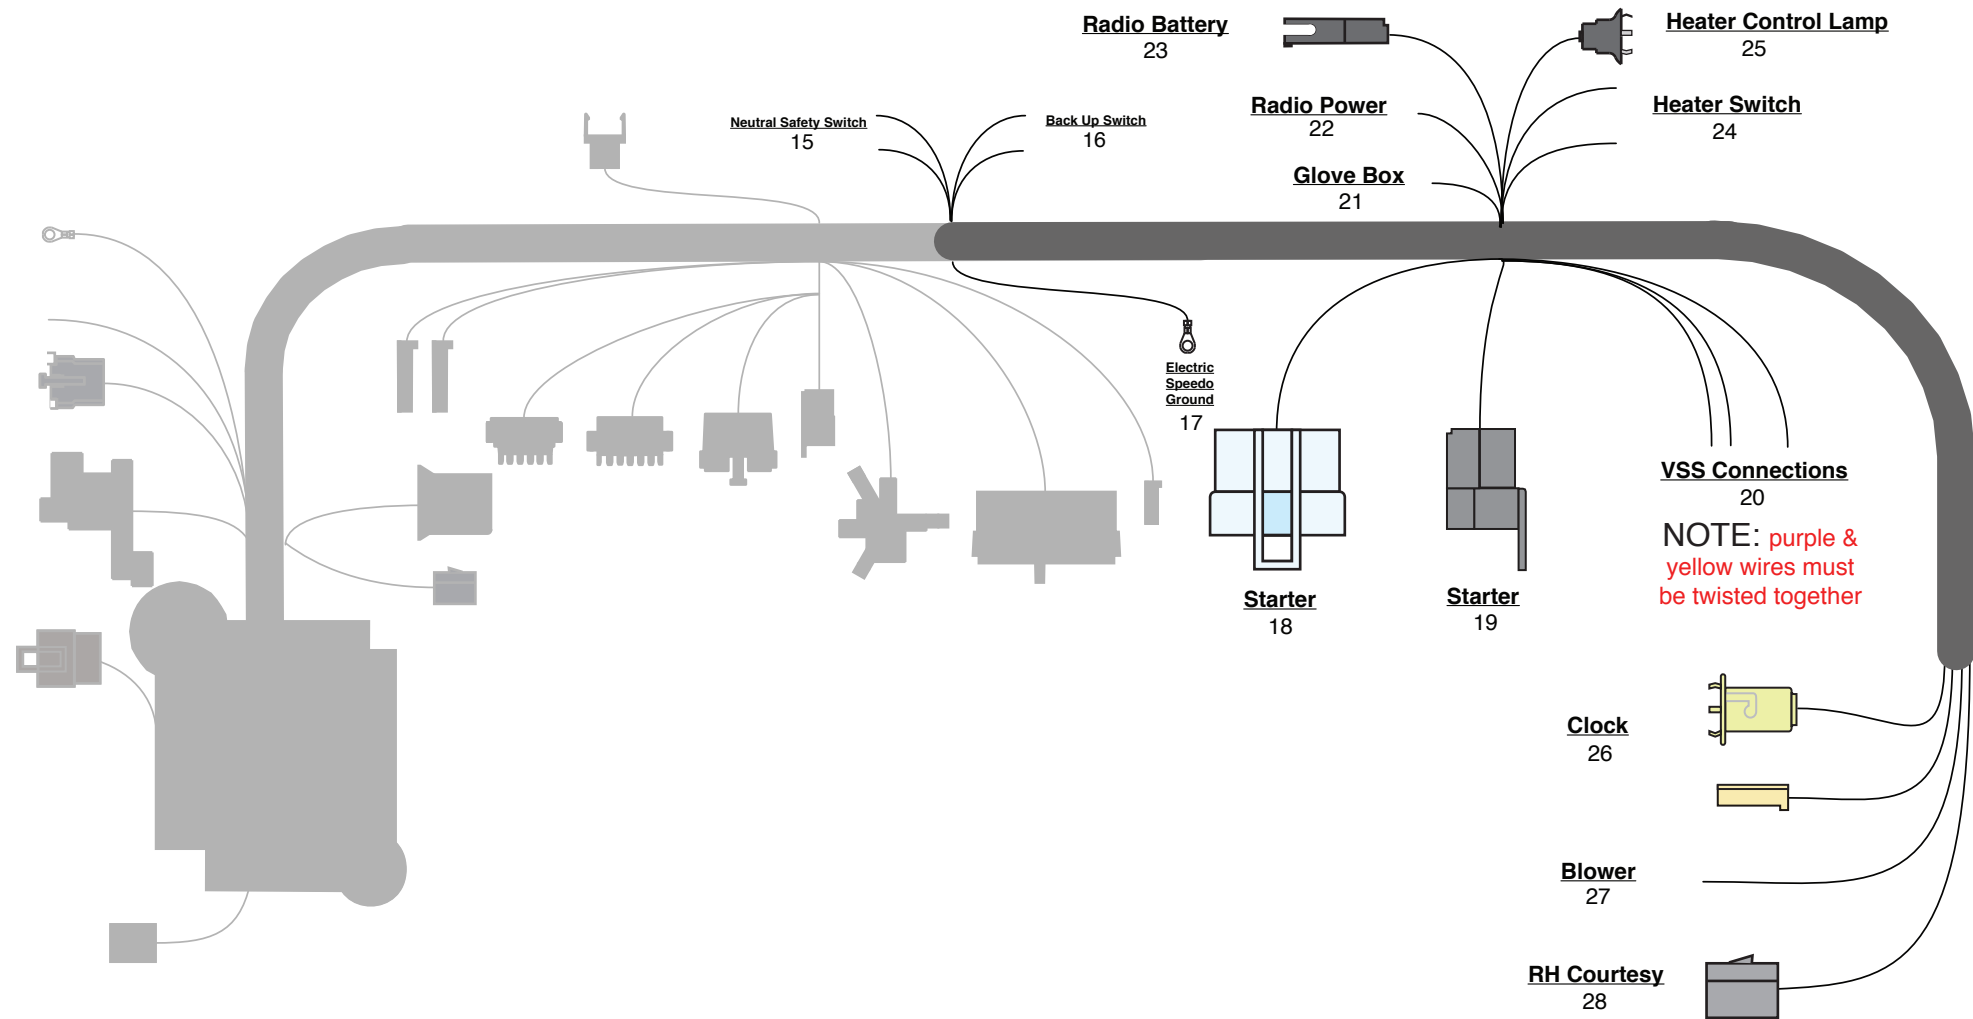 Radio Battery
23
Heater Control Lamp
25
Neutral Safety Switch
15
Back Up Switch
16
Radio Power
22
Heater Switch
24
Glove Box
21
Electric
Speedo
Ground
17
VSS Connections
20
NOTE: purple &
yellow wires must
be twisted together
Starter
18
Starter
19
Clock
26
Blower
27
RH Courtesy
28